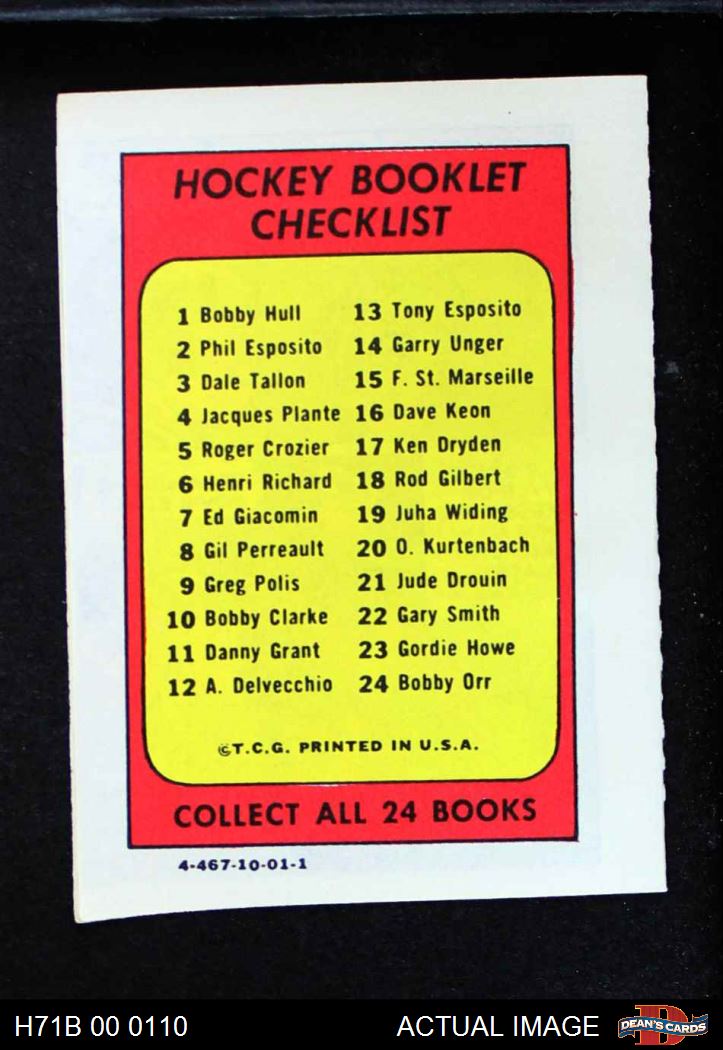 HOCKEY BOOKLET
CHECKLIST
1 Bobby Hull
2 Phil Esposito
3 Dale Tallon
4 Jacques Plante
5 Roger Crozier
6 Henri Richard
7 Ed Giacomin
8 Gil Perreault
9 Greg Polis
10 Bobby Clarke
11 Danny Grant
12 A. Delvecchio
13 Tony Esposito
14 Garry Unger
15 F. St. Marseille
16 Dave Keon
17 Ken Dryden
18 Rod Gilbert
19 Juha Widing
20 O. Kurtenbach
21 Jude Drouin
22 Gary Smith
23 Gordie Howe
24 Bobby Orr
©T.C.G. PRINTED IN U.S.A.
COLLECT ALL 24 BOOKS
4-467-10-01-1
H71B 00 0110
ACTUAL IMAGE
D
DEAN'S CARDS